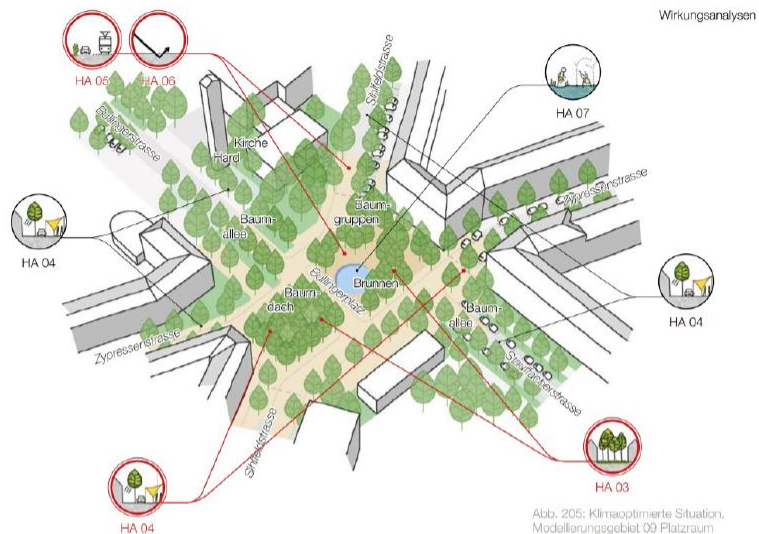 Wirkungsanalysen
HA 05
HA 06
HA 07
Sihlfeldstrasse
Bullingerstrasse
Kirche
Hard
Zypressenstrasse
Baum-
gruppen
Baum-
allee
HA 04
Bullingerplatz
Brunnen
Baum-
dach
Baum-
allee
HA 04
Zypressenstrasse
Stauffacherstrasse
Sihlfeldstrasse
HA 03
HA 04
Abb. 205: Klimaoptimierte Situation,
Modellierungsgebiet 09 Platzraum